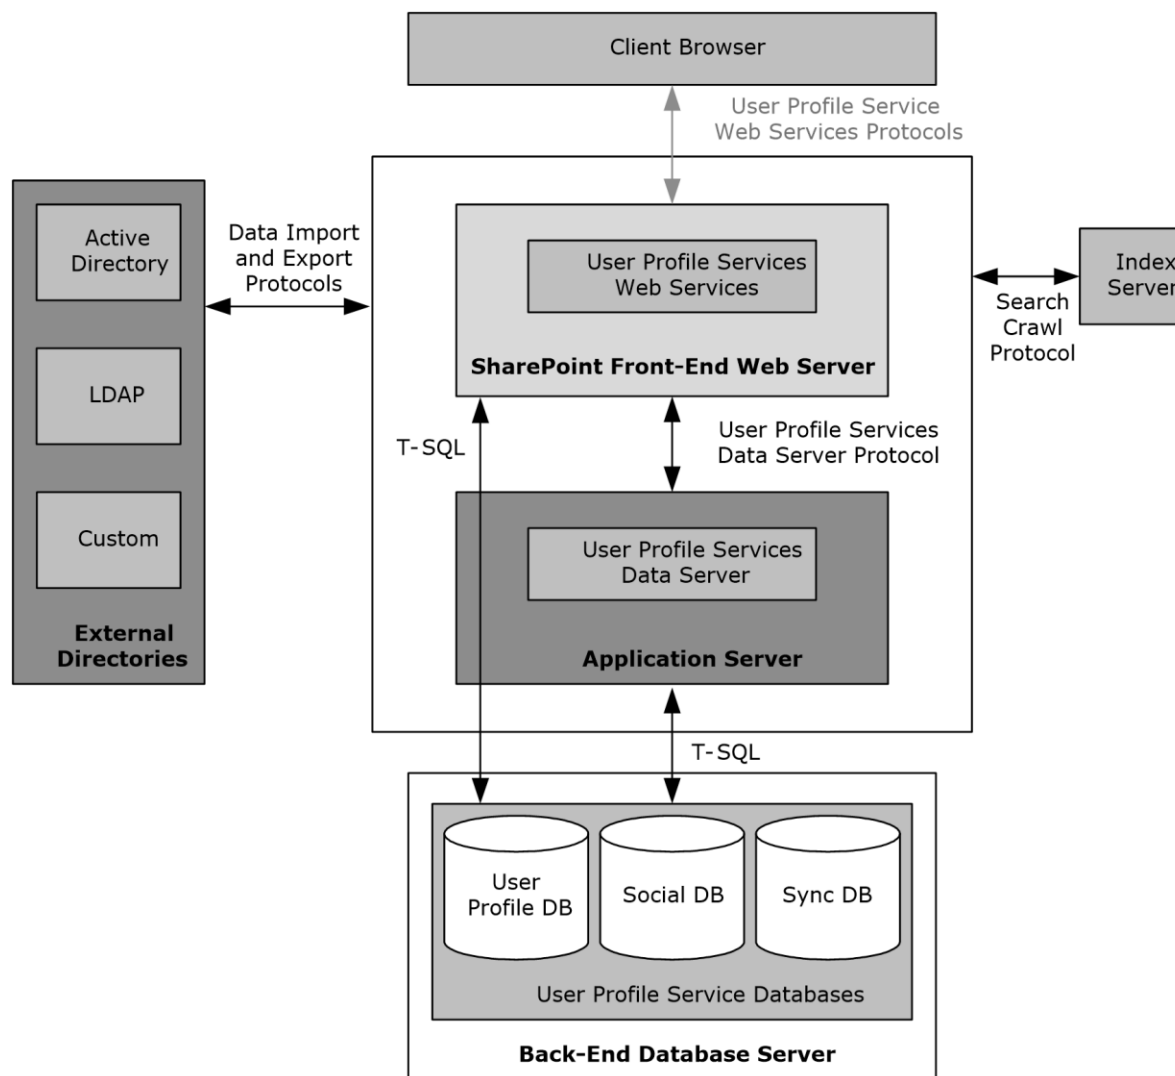 Client Browser
User Profile Service
Web Services Protocols
Active
Directory
LDAP
Custom
External
Directories
Data Import
and Export
Protocols
User Profile Services
Web Services
SharePoint Front-End Web Server
Index
Server
Search
Crawl
Protocol
T-SQL
User Profile Services
Data Server Protocol
User Profile Services
Data Server
Application Server
T-SQL
User
Profile DB
Social DB
Sync DB
User Profile Service Databases
Back-End Database Server